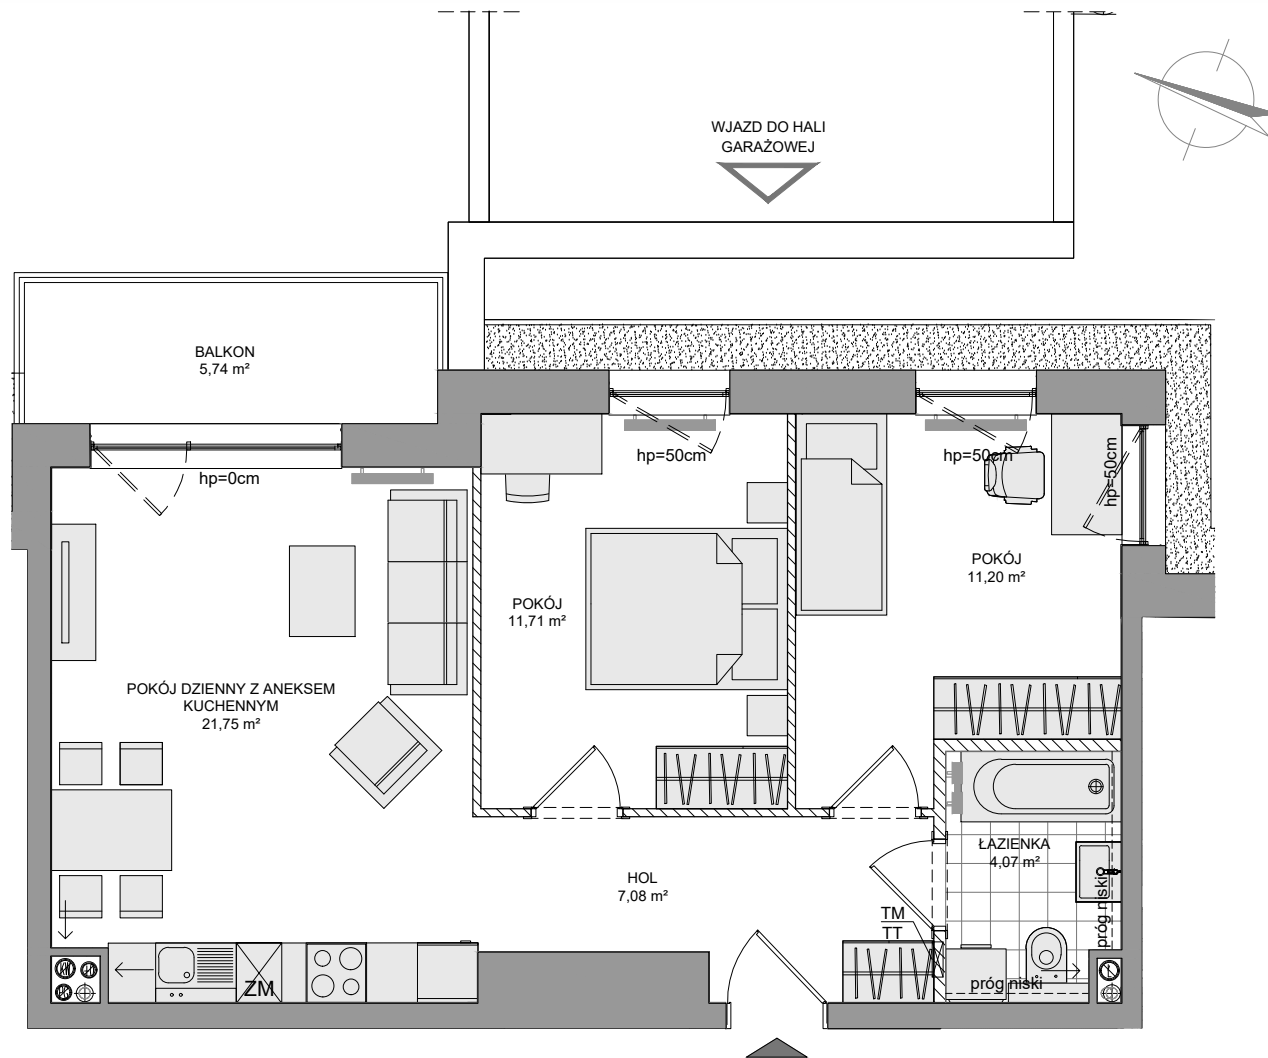 WJAZD DO HALI
GARAŻOWEJ
BALKON
5,74 m²
hp=0cm
hp=50cm
hp=50cm
hp=50cm
POKÓJ
11,20 m²
POKÓJ
11,71 m²
POKÓJ DZIENNY Z ANEKSEM
KUCHENNYM
21,75 m²
ŁAZIENKA
4,07 m²
HOL
7,08 m²
próg niski
TM
TT
ZM
próg niski